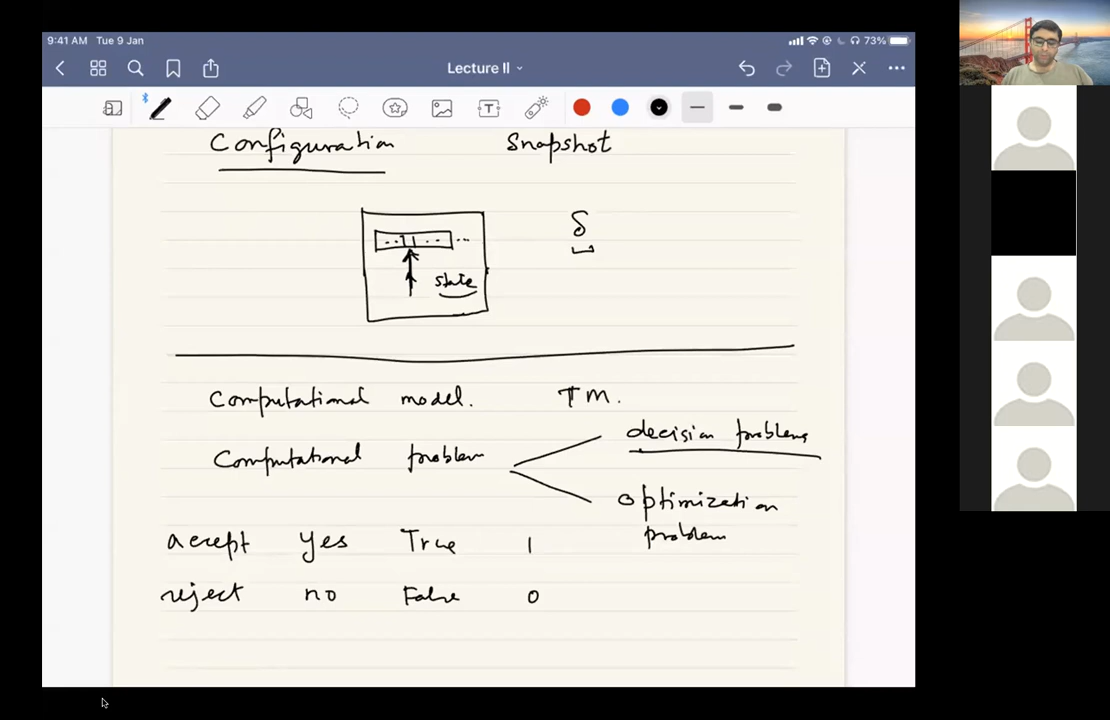 9:41 AM Tue 9 Jan 73%
Lecture II
Configuration Snapshot
δ
state
Computational model. TM.
decision problems
Computational problem
optimization
problem
accept yes True 1
reject no False 0